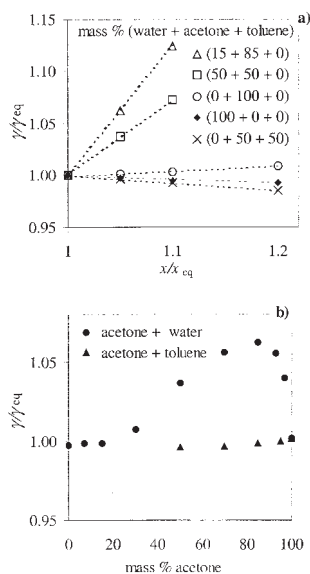 a)
mass % (water + acetone + toluene)
(15 + 85 + 0)
(50 + 50 + 0)
(0 + 100 + 0)
(100 + 0 + 0)
(0 + 50 + 50)
1.15
1.10
1.05
1.00
0.95
γ/γeq
1 1.1 1.2
x/x eq
b)
acetone + water
acetone + toluene
1.05
1.00
0.95
γ/γeq
0 20 40 60 80 100
mass % acetone